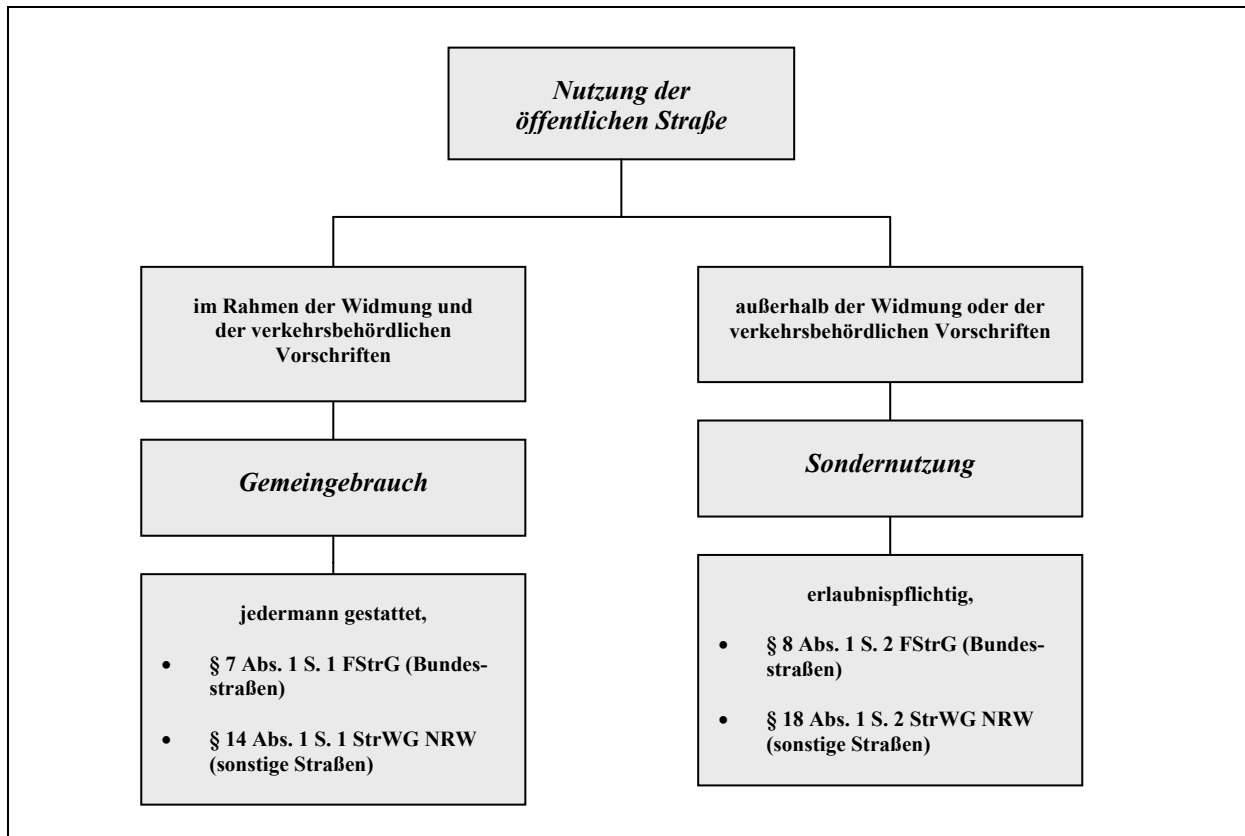 Nutzung der
öffentlichen Straße
im Rahmen der Widmung und
der verkehrsbehördlichen
Vorschriften
Gemeingebrauch
jedermann gestattet,
• § 7 Abs. 1 S. 1 FStrG (Bundes-
straßen)
• § 14 Abs. 1 S. 1 StrWG NRW
(sonstige Straßen)
außerhalb der Widmung oder der
verkehrsbehördlichen Vorschriften
Sondernutzung
erlaubnispflichtig,
• § 8 Abs. 1 S. 2 FStrG (Bundes-
straßen)
• § 18 Abs. 1 S. 2 StrWG NRW
(sonstige Straßen)